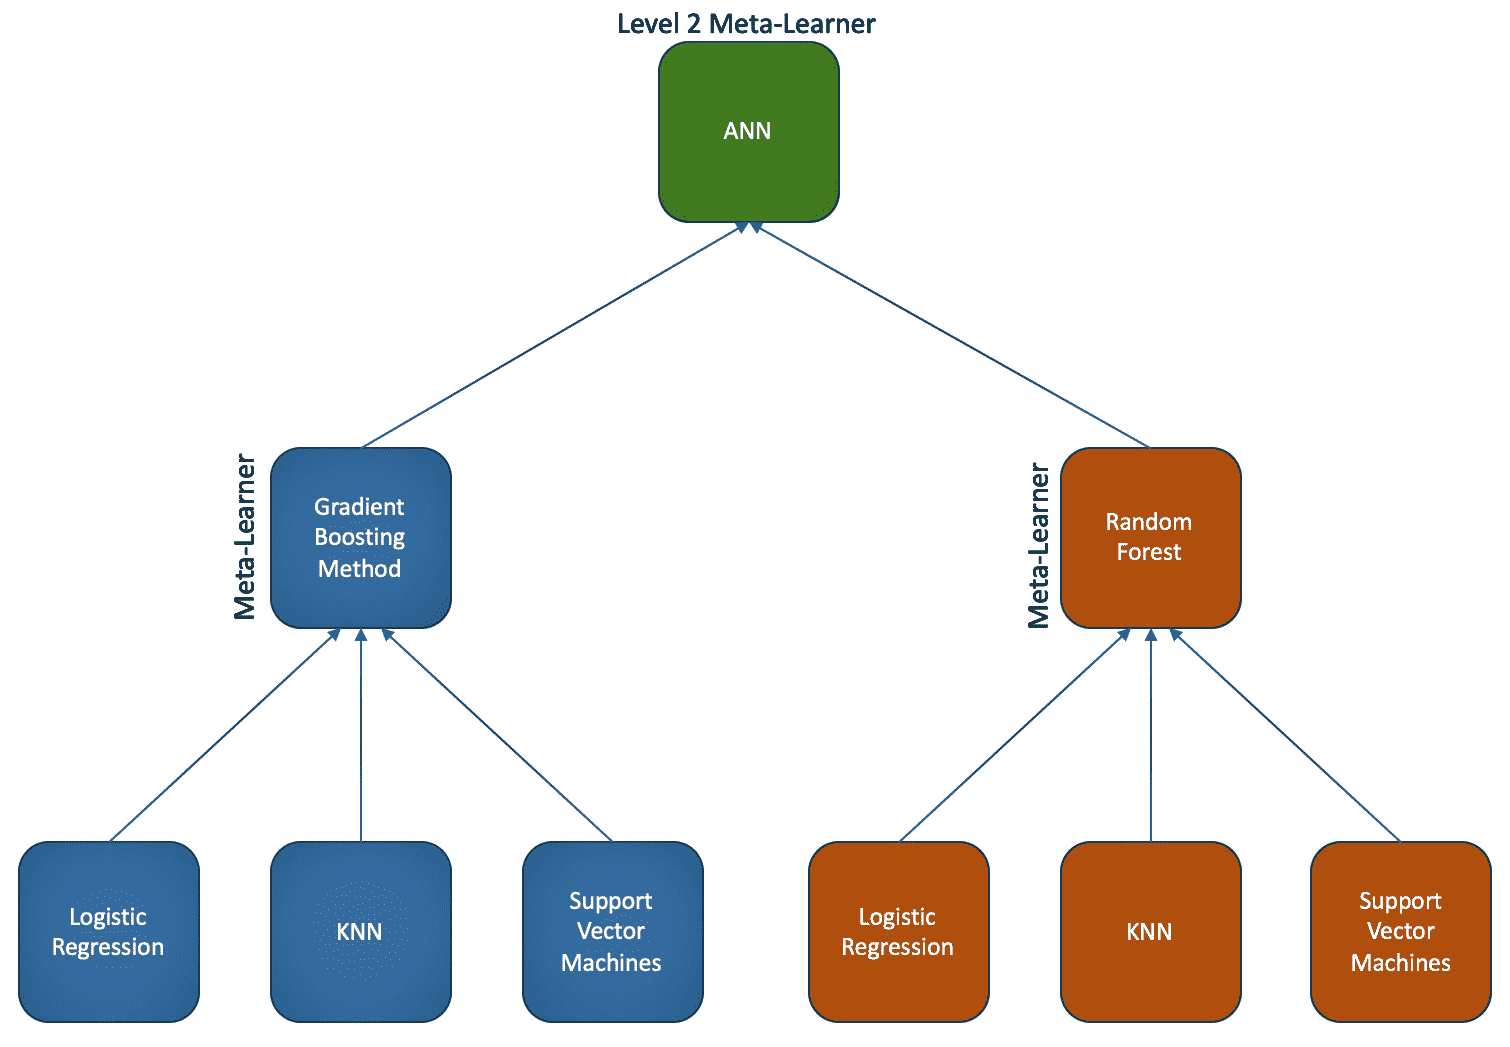 Level 2 Meta-Learner
ANN
Meta-Learner
Gradient
Boosting
Method
Meta-Learner
Random
Forest
Logistic
Regression
KNN
Support
Vector
Machines
Logistic
Regression
KNN
Support
Vector
Machines